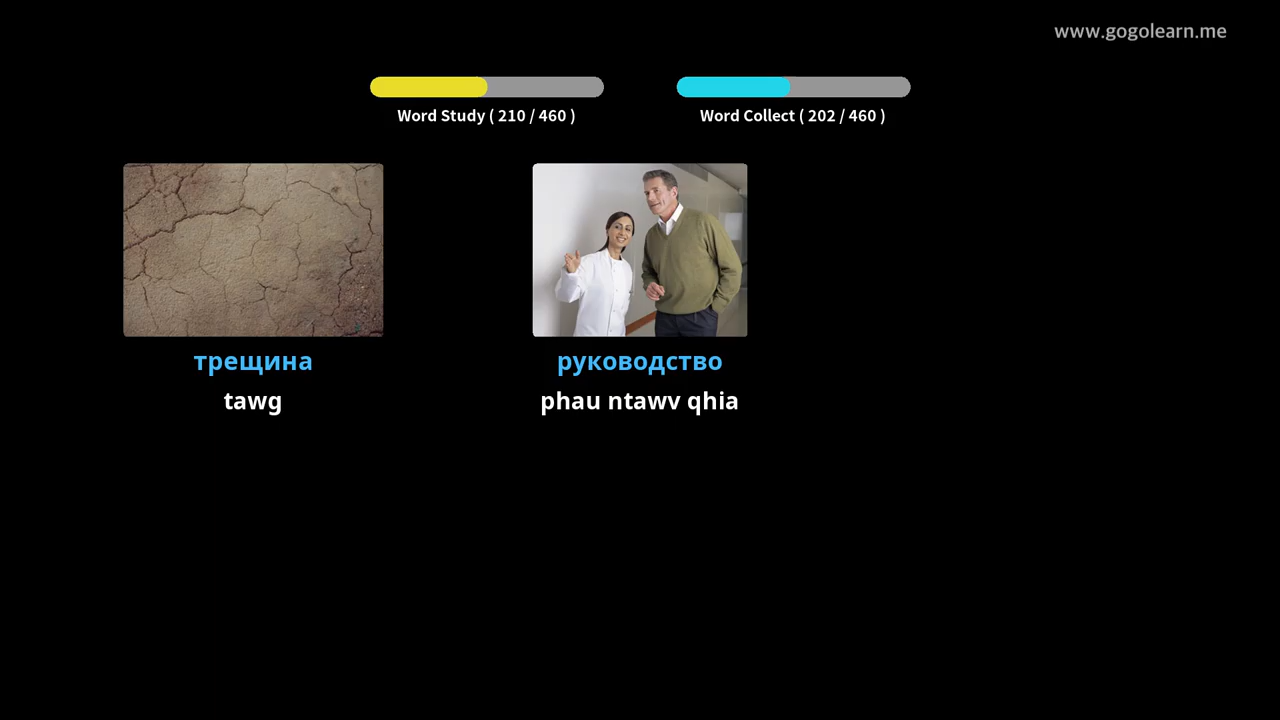 www.gogolearn.me
Word Study ( 210 / 460 )
Word Collect ( 202 / 460 )
трещина
tawg
руководство
phau ntawv qhia